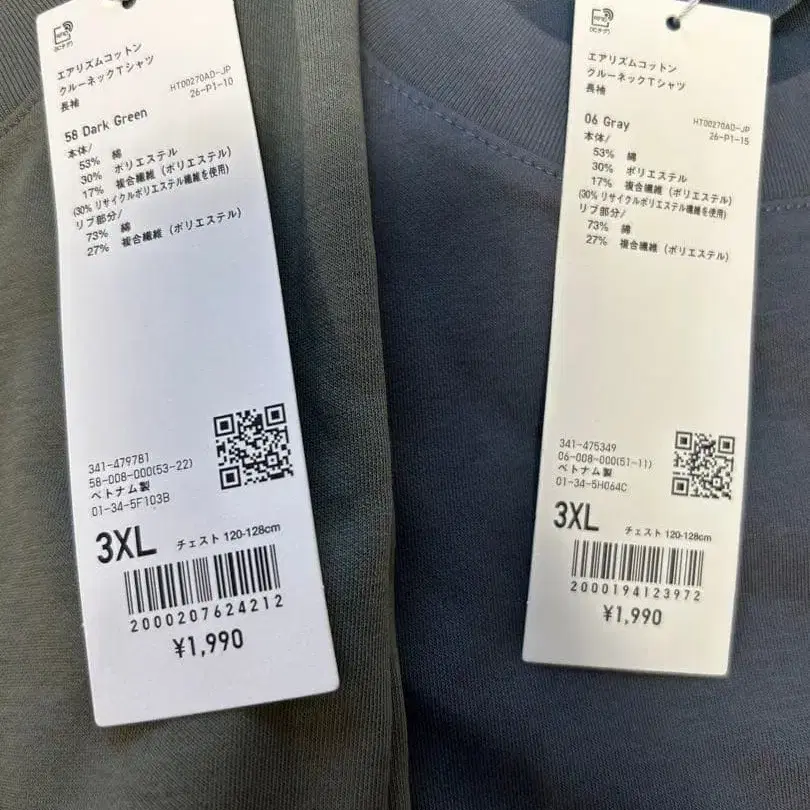 RFID
(ICタグ)
エアリズムコットン
クルーネックTシャツ
長袖
HT00270AD-JP
26-P1-10
58 Dark Green
本体/
53% 綿
30% ポリエステル
17% 複合繊維(ポリエステル)
(30% リサイクルポリエステル繊維を使用)
リブ部分/
73% 綿
27% 複合繊維(ポリエステル)
341-479781
58-008-000(53-22)
ベトナム製
01-34-5F103B
3XL チェスト 120-128cm
2000207624212
¥1,990
RFID
(ICタグ)
エアリズムコットン
クルーネックTシャツ
長袖
HT00270AD-JP
26-P1-15
06 Gray
本体/
53% 綿
30% ポリエステル
17% 複合繊維(ポリエステル)
(30% リサイクルポリエステル繊維を使用)
リブ部分/
73% 綿
27% 複合繊維(ポリエステル)
341-475349
06-008-000(51-11)
ベトナム製
01-34-5H064C
3XL チェスト 120-128cm
2000194123972
¥1,990